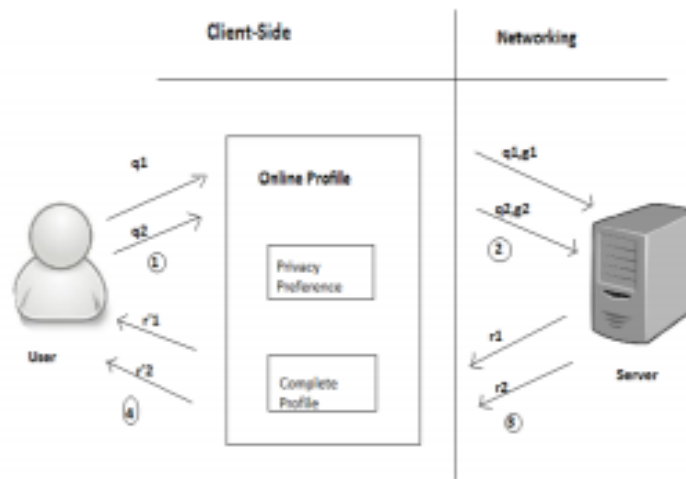 Client-Side
Networking
q1
q2
1
Online Profile
Privacy
Preference
Complete
Profile
q1,g1
q2,g2
2
r1
r2
3
r'1
r'2
4
User
Server